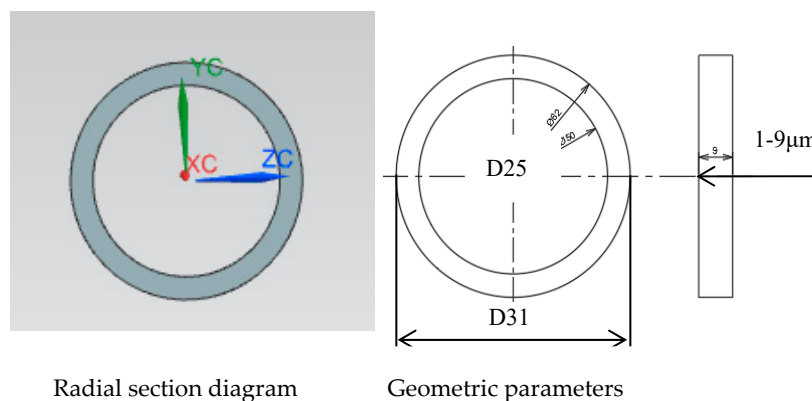 YC
XC
ZC
Ø62
Ø50
D25
9
1-9μm
D31
Radial section diagram
Geometric parameters